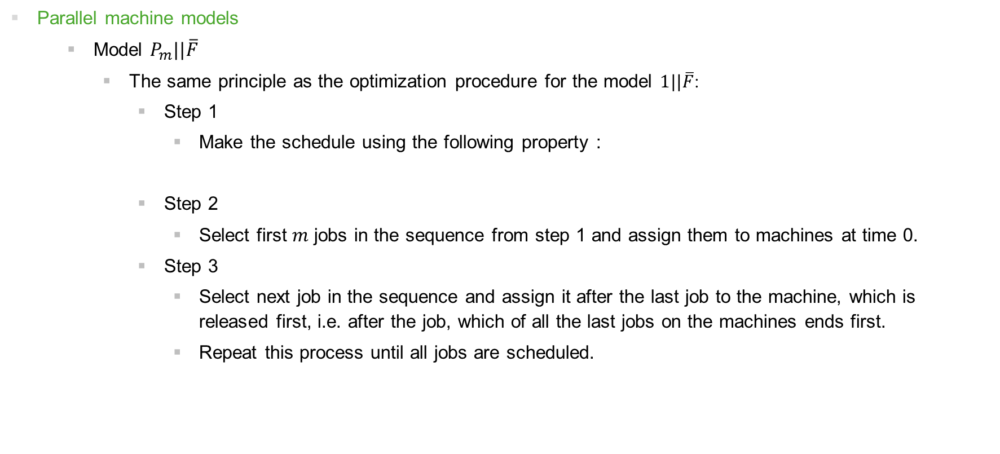 Parallel machine models
Model 𝑃ₘ||F̄
The same principle as the optimization procedure for the model 1||F̄:
Step 1
Make the schedule using the following property :
Step 2
Select first 𝑚 jobs in the sequence from step 1 and assign them to machines at time 0.
Step 3
Select next job in the sequence and assign it after the last job to the machine, which is
released first, i.e. after the job, which of all the last jobs on the machines ends first.
Repeat this process until all jobs are scheduled.